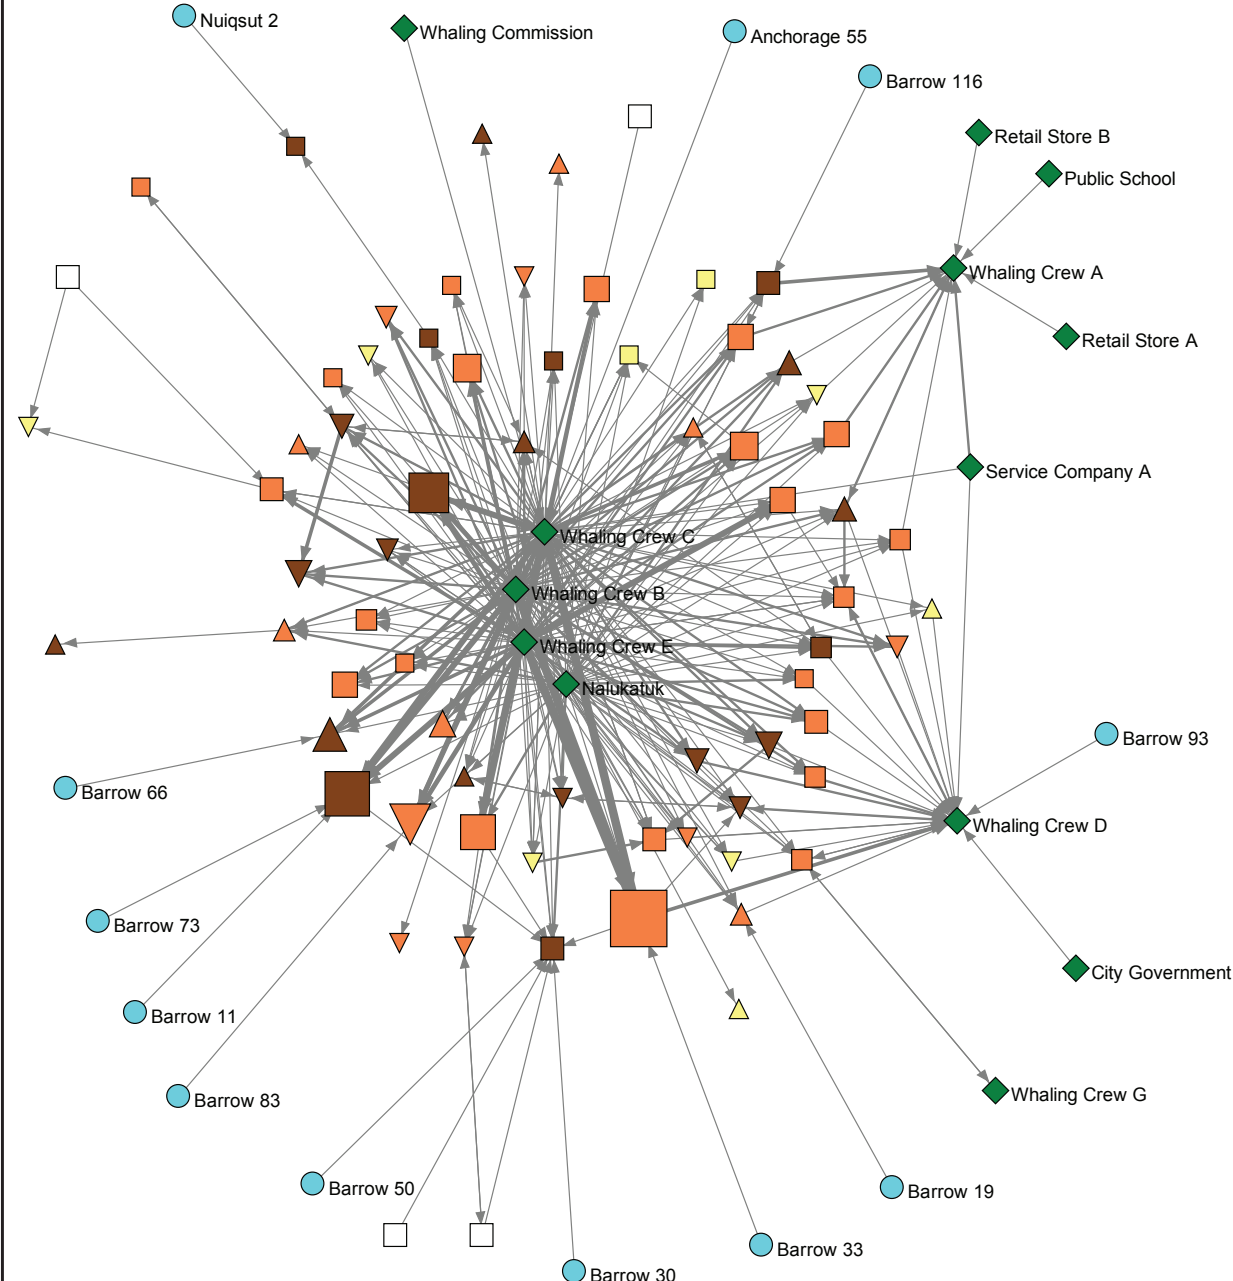 Nuiqsut 2
Whaling Commission
Anchorage 55
Barrow 116
Retail Store B
Public School
Whaling Crew A
Retail Store A
Service Company A
Whaling Crew C
Whaling Crew B
Whaling Crew E
Nalukatuk
Barrow 93
Barrow 66
Whaling Crew D
Barrow 73
City Government
Barrow 11
Whaling Crew G
Barrow 83
Barrow 50
Barrow 19
Barrow 33
Barrow 30